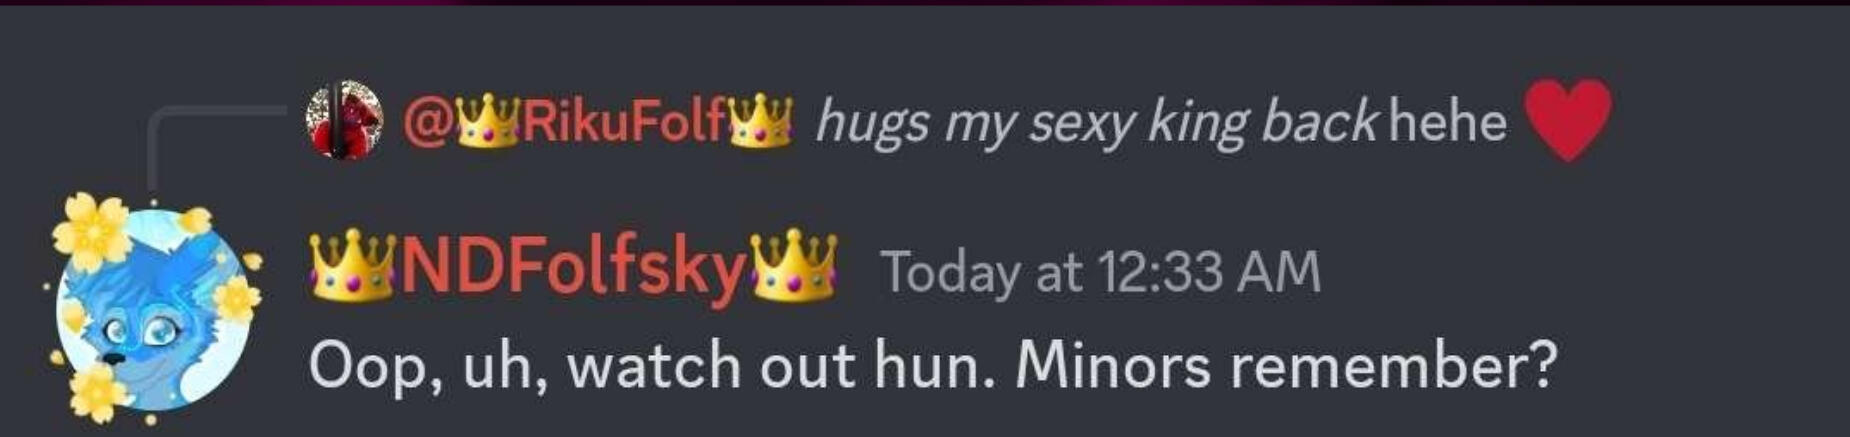 @👑RikuFolf👑 hugs my sexy king back hehe ❤️
👑NDFolfsky👑 Today at 12:33 AM
Oop, uh, watch out hun. Minors remember?